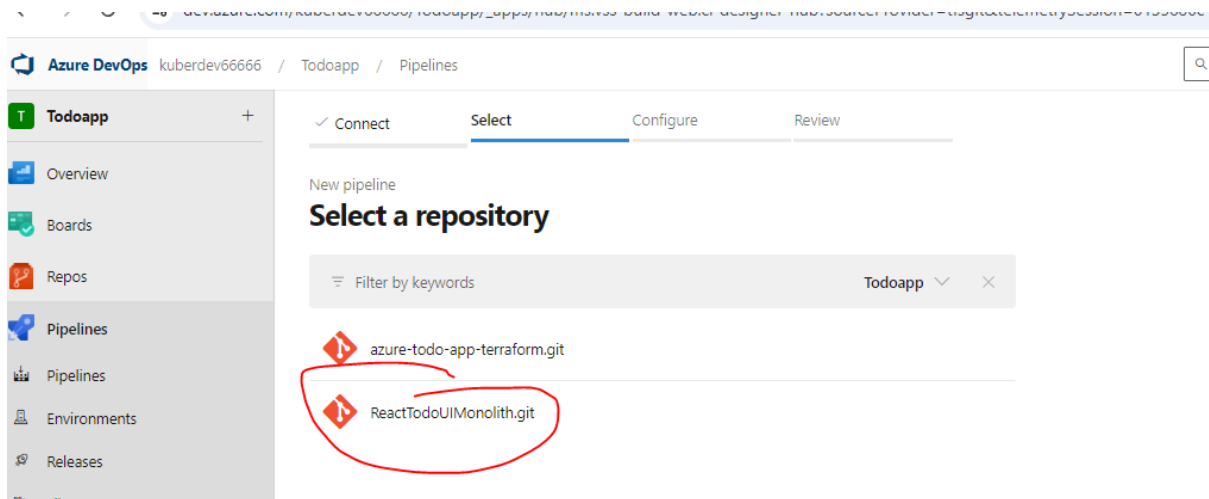 Azure DevOps kuberdev66666 / Todoapp / Pipelines
T Todoapp +
Connect Select Configure Review
Overview
New pipeline
Select a repository
Boards
Repos
Filter by keywords Todoapp
Pipelines
azure-todo-app-terraform.git
Pipelines
ReactTodoUIMonolith.git
Environments
Releases